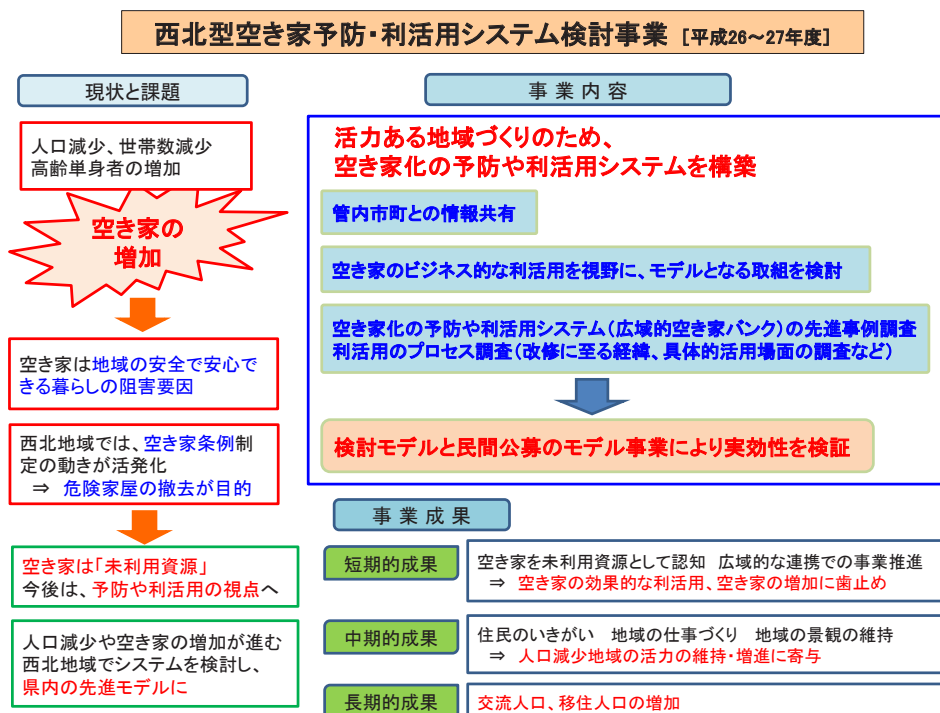 西北型空き家予防・利活用システム検討事業 [平成26～27年度]
現状と課題
人口減少、世帯数減少
高齢単身者の増加
空き家の
増加
空き家は地域の安全で安心で
きる暮らしの阻害要因
西北地域では、空き家条例制
定の動きが活発化
⇒ 危険家屋の撤去が目的
空き家は「未利用資源」
今後は、予防や利活用の視点へ
人口減少や空き家の増加が進む
西北地域でシステムを検討し、
県内の先進モデルに
事業内容
活力ある地域づくりのため、
空き家化の予防や利活用システムを構築
管内市町との情報共有
空き家のビジネス的な利活用を視野に、モデルとなる取組を検討
空き家化の予防や利活用システム（広域的空き家バンク）の先進事例調査
利活用のプロセス調査（改修に至る経緯、具体的活用場面の調査など）
検討モデルと民間公募のモデル事業により実効性を検証
事業成果
短期的成果
空き家を未利用資源として認知 広域的な連携での事業推進
⇒ 空き家の効果的な利活用、空き家の増加に歯止め
中期的成果
住民のいきがい 地域の仕事づくり 地域の景観の維持
⇒ 人口減少地域の活力の維持・増進に寄与
長期的成果
交流人口、移住人口の増加